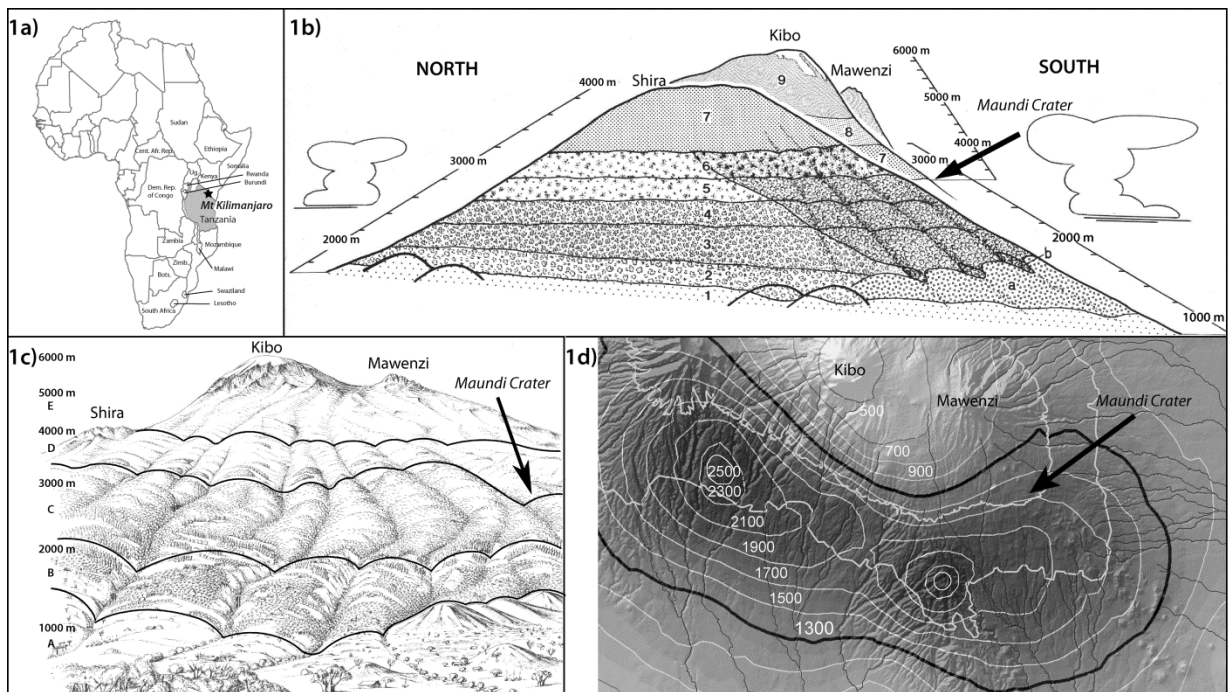 1a)
Sudan
Ethiopia
Cent. Afr. Rep.
Somalia
Ug.
Kenya
Rwanda
Burundi
Dem. Rep.
of Congo
Mt Kilimanjaro
Tanzania
Zambia
Mozambique
Malawi
Zimb.
Bots.
Swaziland
South Africa
Lesotho
1b)
NORTH
SOUTH
Kibo
Shira
Mawenzi
Maundi Crater
6000 m
5000 m
4000 m
3000 m
4000 m
3000 m
2000 m
2000 m
1000 m
9
8
7
7
6
5
4
3
2
1
a
b
1c)
6000 m
Kibo
Mawenzi
Maundi Crater
5000 m
E
Shira
4000 m
D
3000 m
C
2000 m
B
1000 m
A
1d)
Kibo
Mawenzi
Maundi Crater
500
700
900
2500
2300
2100
1900
1700
1500
1300